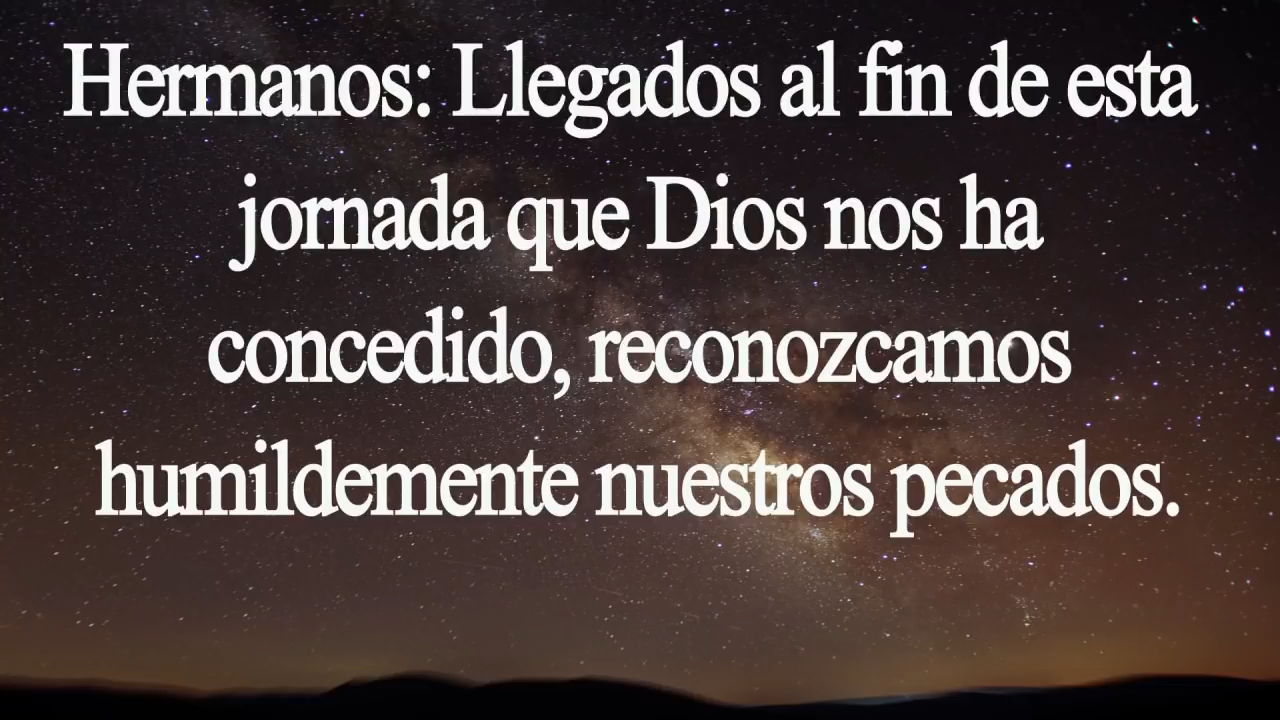 Hermanos: Llegados al fin de esta
jornada que Dios nos ha
concedido, reconozcamos
humildemente nuestros pecados.